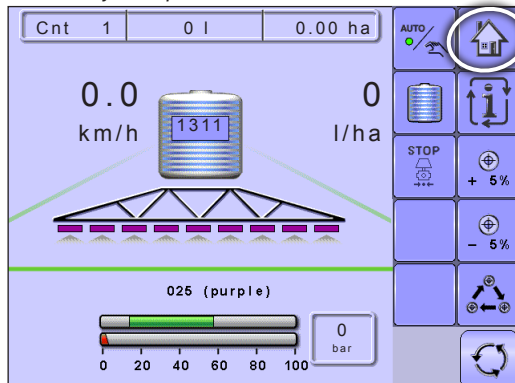 Cnt 1 0 l 0.00 ha
AUTO
0.0 0
km/h 1311 l/ha
STOP
+ 5%
- 5%
025 (purple)
0
bar
0 20 40 60 80 100